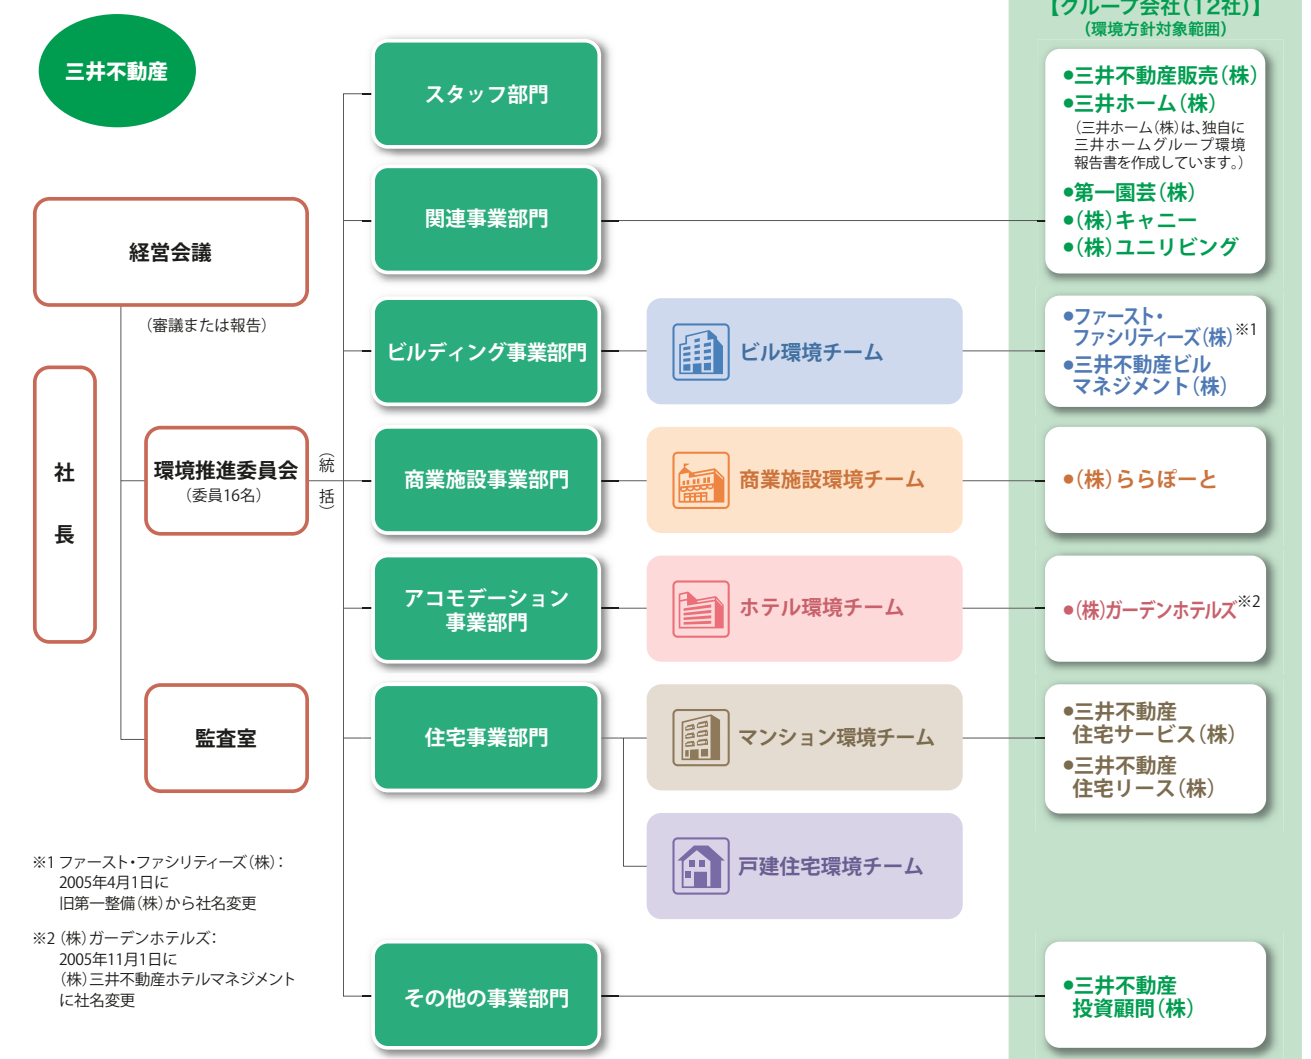 三井不動産
経営会議
（審議または報告）
社
長
環境推進委員会
（委員16名）
（統括）
監査室
※1 ファースト・ファシリティーズ（株）：
2005年4月1日に
旧第一整備（株）から社名変更
※2（株）ガーデンホテルズ：
2005年11月1日に
（株）三井不動産ホテルマネジメント
に社名変更
スタッフ部門
関連事業部門
ビルディング事業部門
商業施設事業部門
アコモデーション
事業部門
住宅事業部門
その他の事業部門
ビル環境チーム
商業施設環境チーム
ホテル環境チーム
マンション環境チーム
戸建住宅環境チーム
【グループ会社（12社）】
（環境方針対象範囲）
●三井不動産販売（株）
●三井ホーム（株）
（三井ホーム（株）は、独自に
三井ホームグループ環境
報告書を作成しています。）
●第一園芸（株）
●（株）キャニー
●（株）ユニリビング
●ファースト・
ファシリティーズ（株）※1
●三井不動産ビル
マネジメント（株）
●（株）ららぽーと
●（株）ガーデンホテルズ※2
●三井不動産
住宅サービス（株）
●三井不動産
住宅リース（株）
●三井不動産
投資顧問（株）